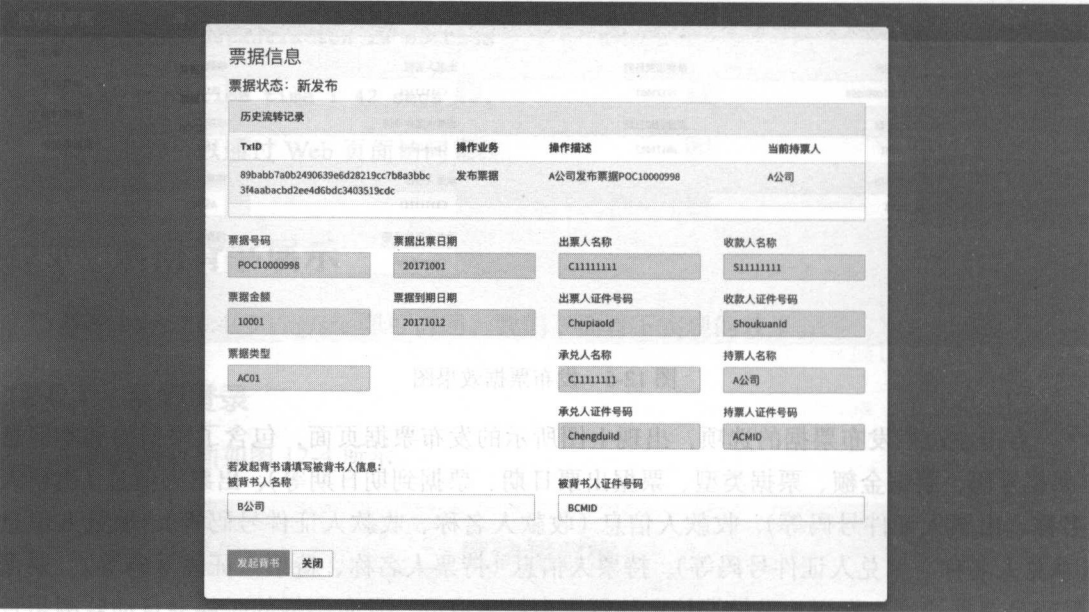 票据信息
票据状态：新发布
历史流转记录
TxID 操作业务 操作描述 当前持票人
89babb7a0b2490639e6d28219cc7b8a3bbc 发布票据 A公司发布票据POC10000998 A公司
3f4aabacbd2ee4d6bdc3403519cdc
票据号码 票据出票日期 出票人名称 收款人名称
POC10000998 20171001 C11111111 S11111111
票据金额 票据到期日期 出票人证件号码 收款人证件号码
10001 20171012 ChupiaoId ShoukuanId
票据类型 承兑人名称 持票人名称
AC01 C11111111 A公司
承兑人证件号码 持票人证件号码
ChengduiId ACMID
若发起背书请填写被背书人信息：
被背书人名称 被背书人证件号码
B公司 BCMID
发起背书 关闭